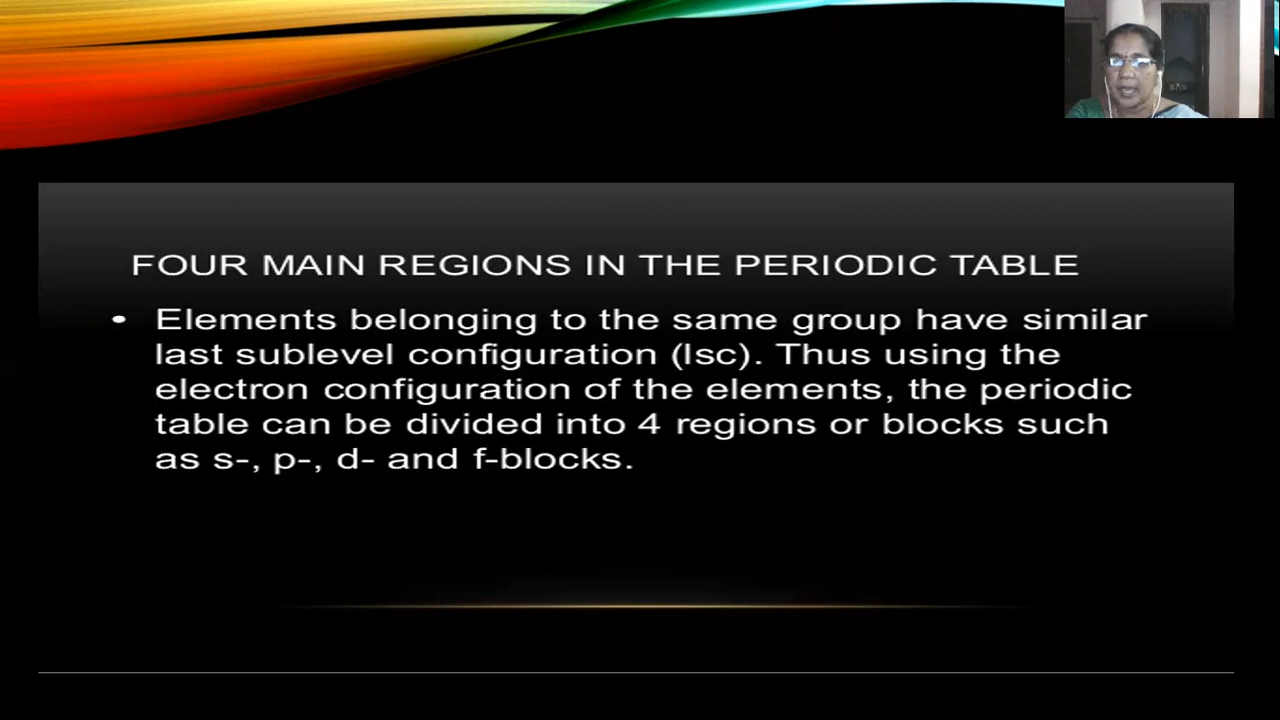 FOUR MAIN REGIONS IN THE PERIODIC TABLE
• Elements belonging to the same group have similar
last sublevel configuration (lsc). Thus using the
electron configuration of the elements, the periodic
table can be divided into 4 regions or blocks such
as s-, p-, d- and f-blocks.